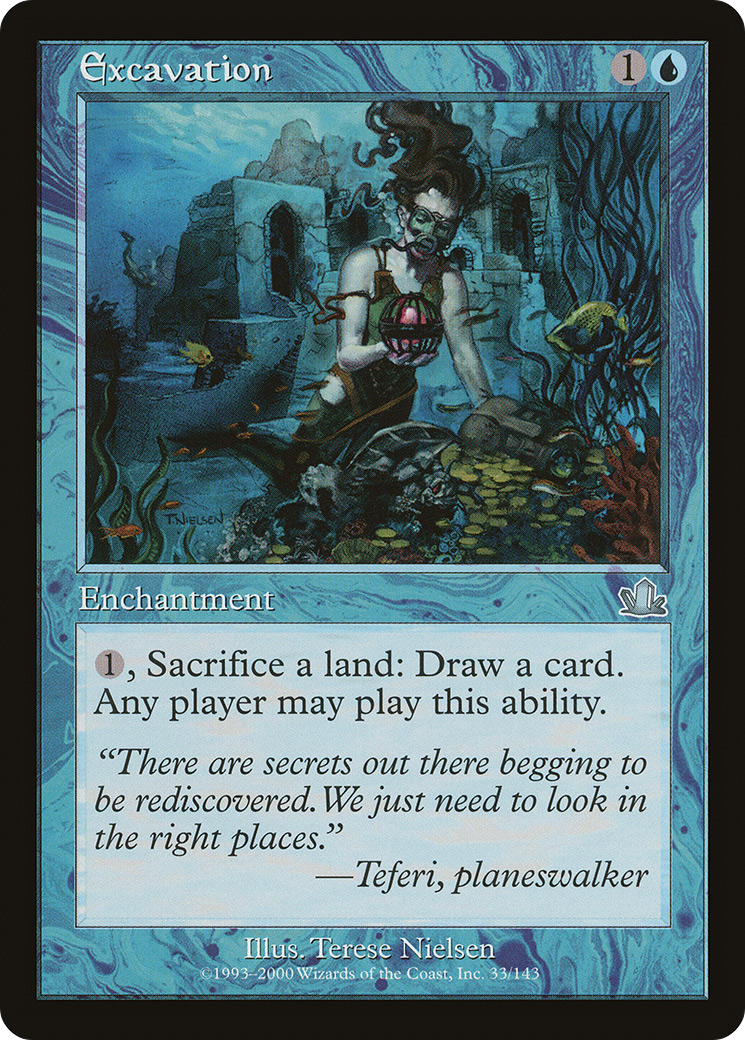 Excavation
1
T. NIELSEN
Enchantment
1, Sacrifice a land: Draw a card.
Any player may play this ability.
“There are secrets out there begging to
be rediscovered. We just need to look in
the right places.”
—Teferi, planeswalker
Illus. Terese Nielsen
©1993–2000 Wizards of the Coast, Inc. 33/143